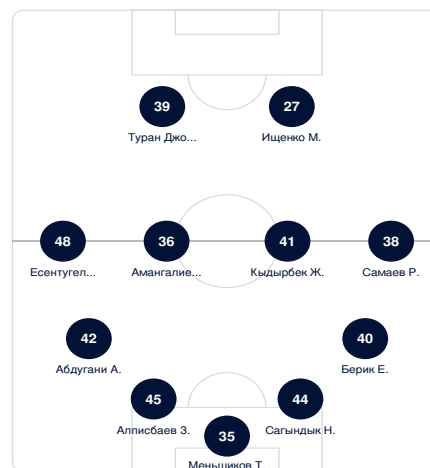 39
27
Туран Джо...
Ищенко М.
48
36
41
38
Есентугел...
Амангалие...
Кыдырбек Ж.
Самаев Р.
42
40
Абдугани А.
Берик Е.
45
44
Алписбаев З.
Сагындык Н.
35
Меньщиков Т.